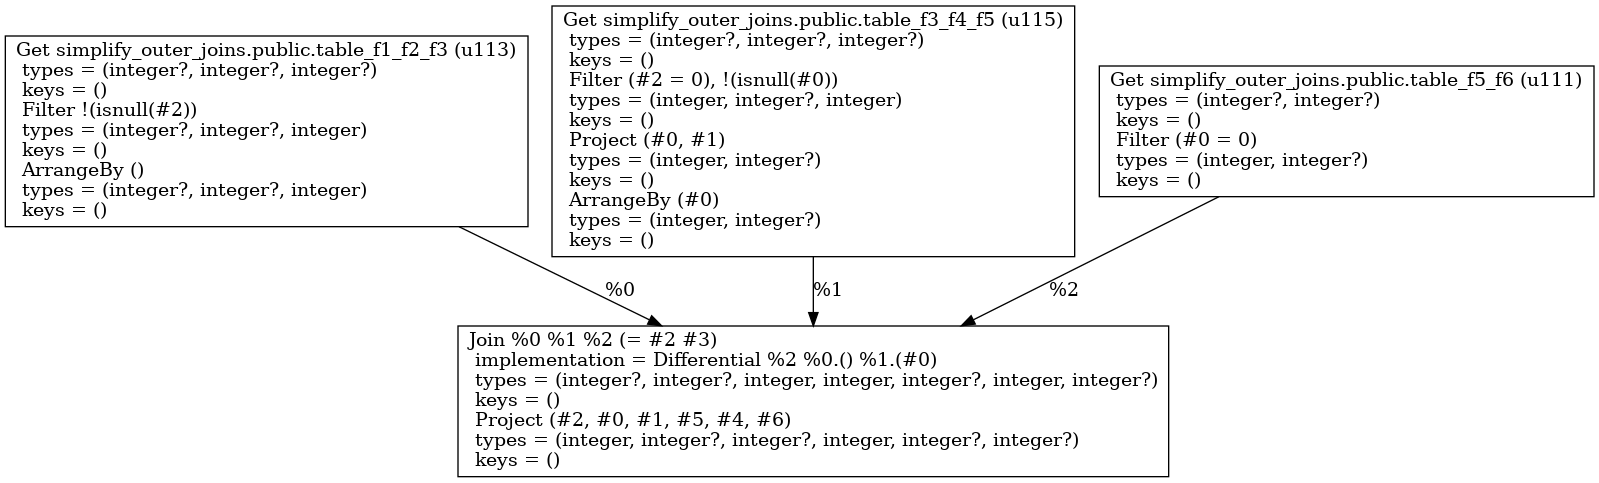 Get simplify_outer_joins.public.table_f1_f2_f3 (u113)
types = (integer?, integer?, integer?)
keys = ()
Filter !(isnull(#2))
types = (integer?, integer?, integer)
keys = ()
ArrangeBy ()
types = (integer?, integer?, integer)
keys = ()
Get simplify_outer_joins.public.table_f3_f4_f5 (u115)
types = (integer?, integer?, integer?)
keys = ()
Filter (#2 = 0), !(isnull(#0))
types = (integer, integer?, integer)
keys = ()
Project (#0, #1)
types = (integer, integer?)
keys = ()
ArrangeBy (#0)
types = (integer, integer?)
keys = ()
Get simplify_outer_joins.public.table_f5_f6 (u111)
types = (integer?, integer?)
keys = ()
Filter (#0 = 0)
types = (integer, integer?)
keys = ()
%0
%1
%2
Join %0 %1 %2 (= #2 #3)
implementation = Differential %2 %0.() %1.(#0)
types = (integer?, integer?, integer, integer, integer?, integer, integer?)
keys = ()
Project (#2, #0, #1, #5, #4, #6)
types = (integer, integer?, integer?, integer, integer?, integer?)
keys = ()